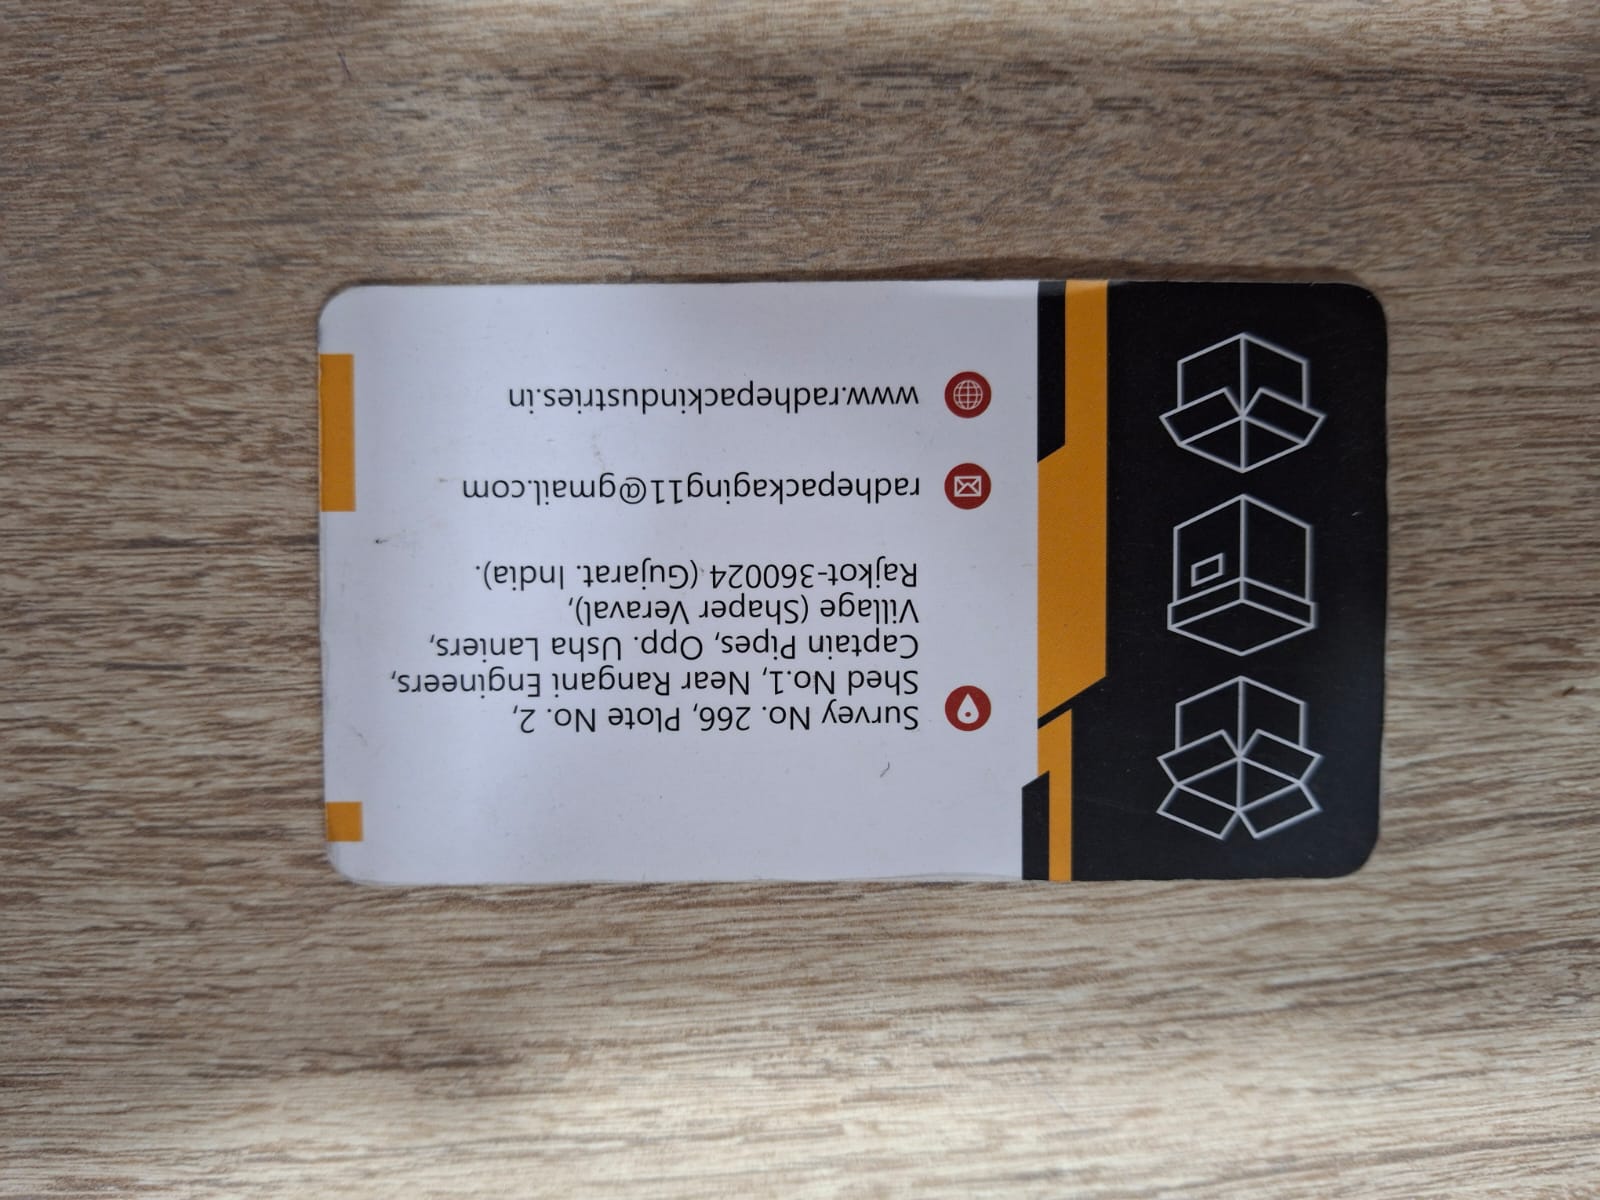 Survey No. 266, Plote No. 2,
Shed No.1, Near Rangani Engineers,
Captain Pipes, Opp. Usha Laniers,
Village (Shaper Veraval),
Rajkot-360024 (Gujarat. India).
radhepackaging11@gmail.com
www.radhepackindustries.in